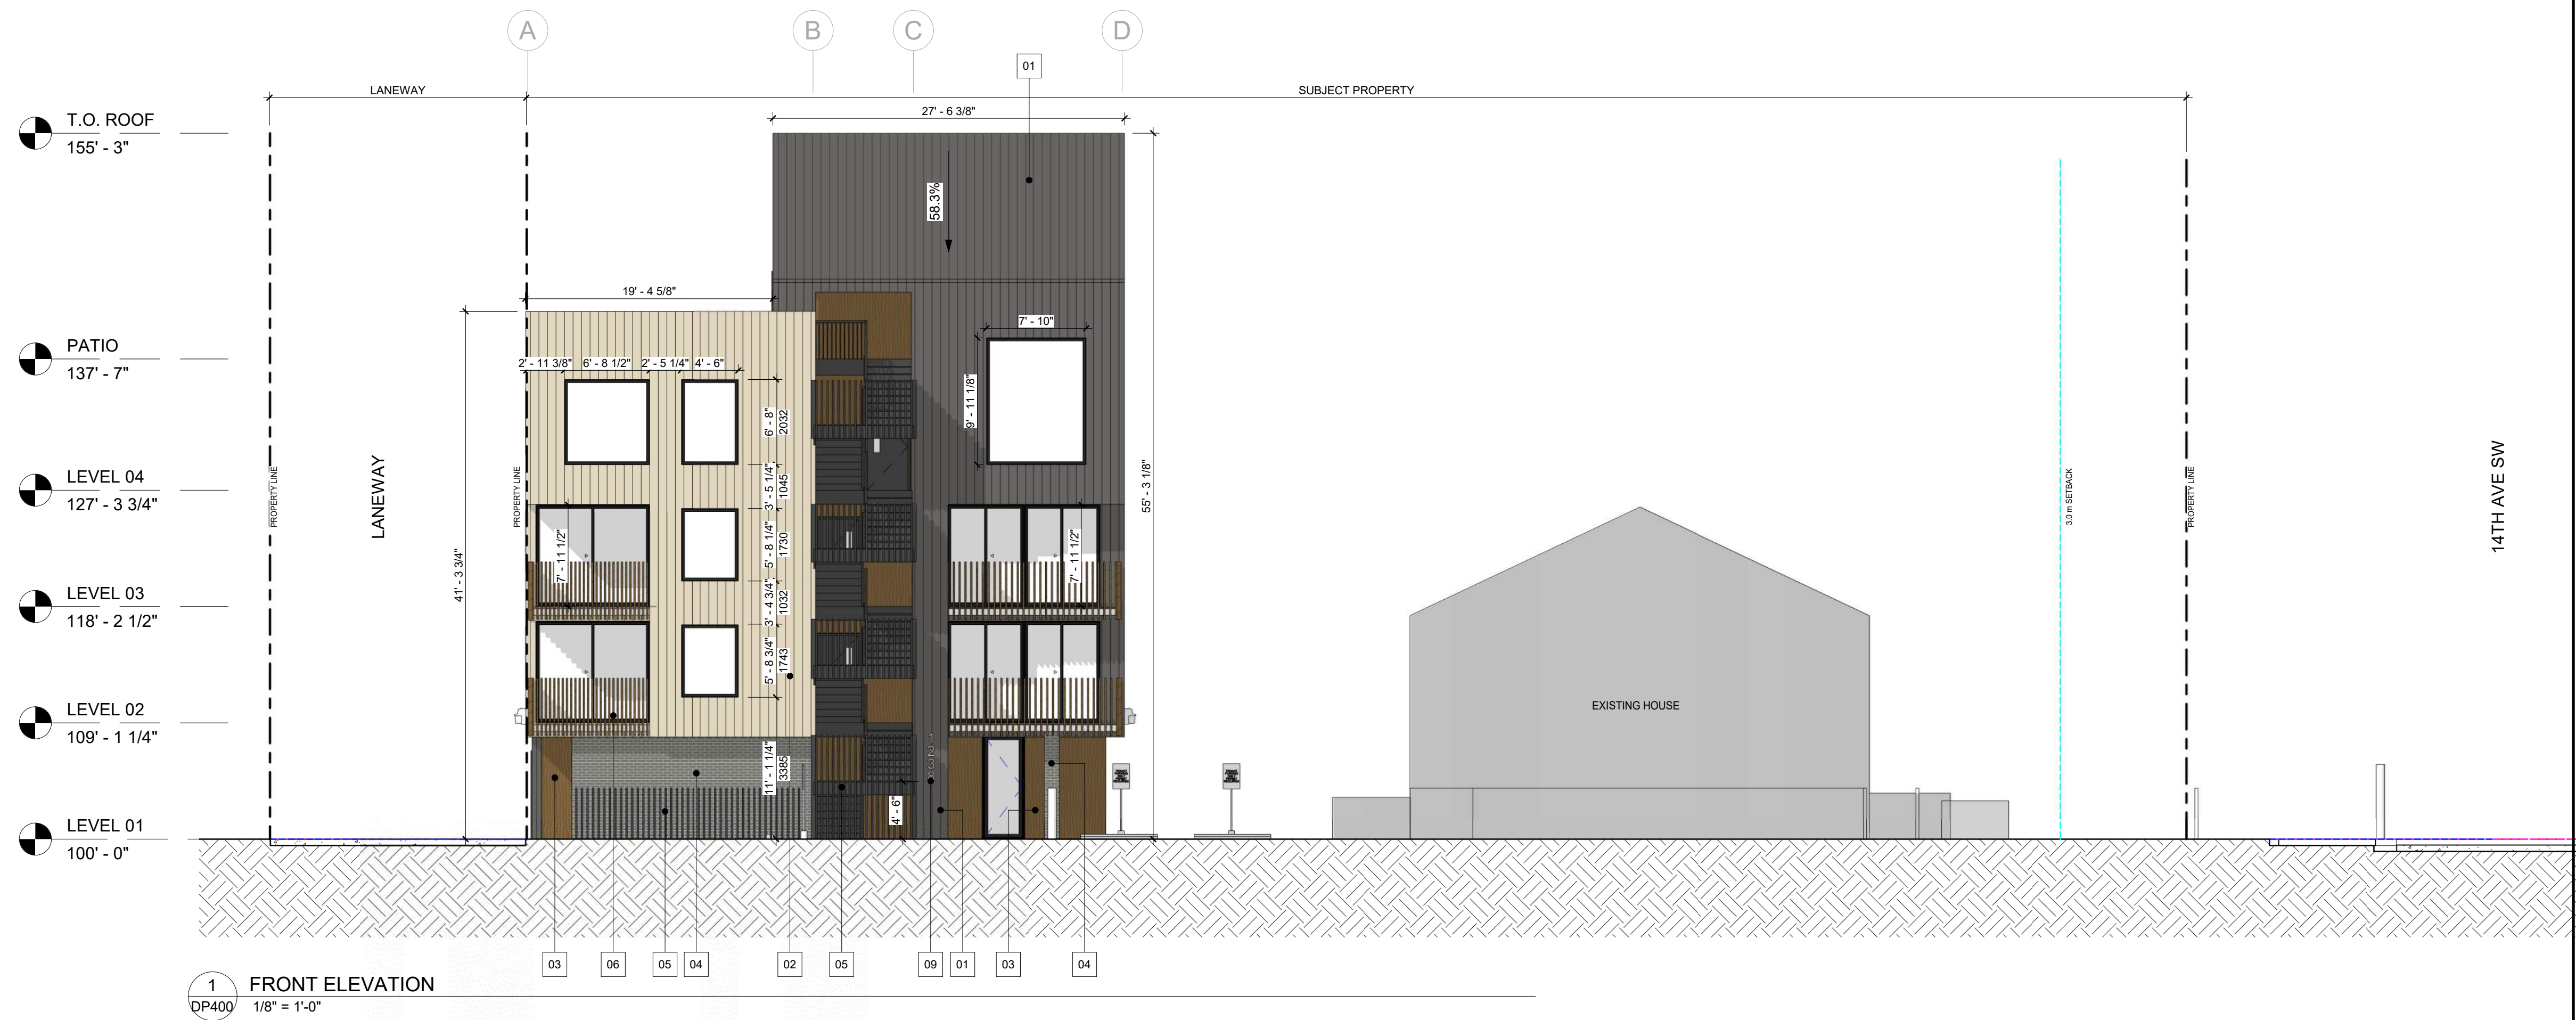 A
B
C
D
01
LANEWAY
SUBJECT PROPERTY
27' - 6 3/8"
T.O. ROOF
155' - 3"
58.3%
19' - 4 5/8"
PATIO
137' - 7"
7' - 10"
2' - 11 3/8"
6' - 8 1/2"
2' - 5 1/4"
4' - 6"
9' - 11 1/8"
6' - 8"
2032
LEVEL 04
127' - 3 3/4"
PROPERTY LINE
LANEWAY
PROPERTY LINE
3' - 5 1/4"
1045
55' - 3 1/8"
3.0 m SETBACK
PROPERTY LINE
14TH AVE SW
41' - 3 3/4"
7' - 11 1/2"
5' - 8 1/4"
1730
7' - 11 1/2"
LEVEL 03
118' - 2 1/2"
3' - 4 3/4"
1032
5' - 8 3/4"
1743
LEVEL 02
109' - 1 1/4"
EXISTING HOUSE
11' - 1 1/4"
3385
1
2
3
4' - 6"
LEVEL 01
100' - 0"
03
06
05
04
02
05
09
01
03
04
1
DP400
FRONT ELEVATION
1/8" = 1'-0"